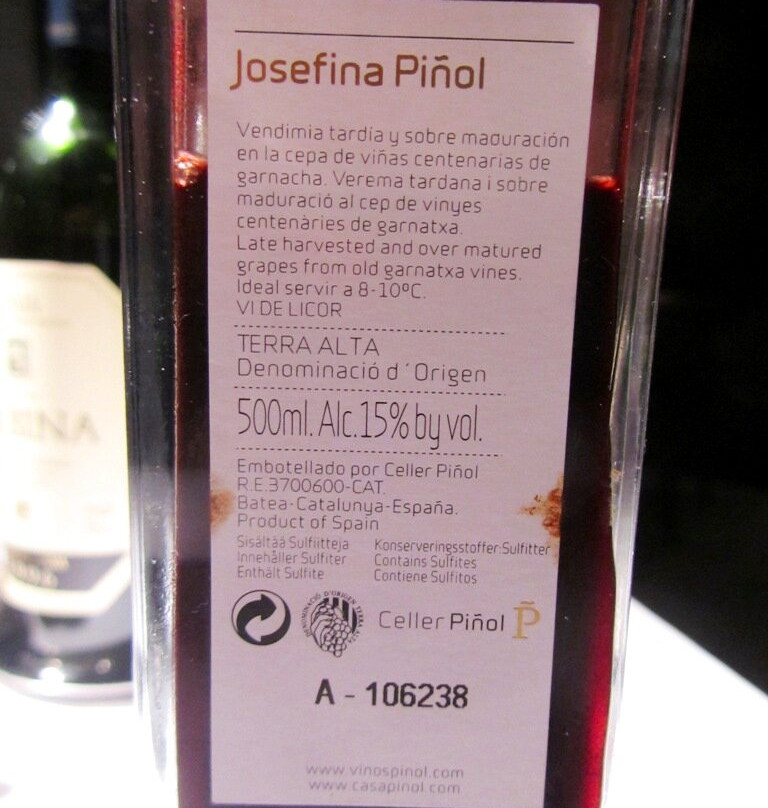 Josefina Piñol
Vendimia tardía y sobre maduración
en la cepa de viñas centenarias de
garnacha. Verema tardana i sobre
maduració al cep de vinyes
centenàries de garnatxa.
Late harvested and over matured
grapes from old garnatxa vines.
Ideal servir a 8-10ºC.
VI DE LICOR
TERRA ALTA
Denominació d´Origen
500ml. Alc.15% by vol.
Embotellado por Celler Piñol
R.E.3700600-CAT.
Batea-Catalunya-España.
Product of Spain
Sisältää Sulfiitteja Konserveringsstoffer:Sulfitter
Innehåller Sulfiter Contains Sulfites
Enthält Sulfite Contiene Sulfitos
DENOMINACIÓ D'ORIGEN TERRA ALTA
Celler Piñol P̃
A - 106238
www.vinospinol.com
www.casapinol.com